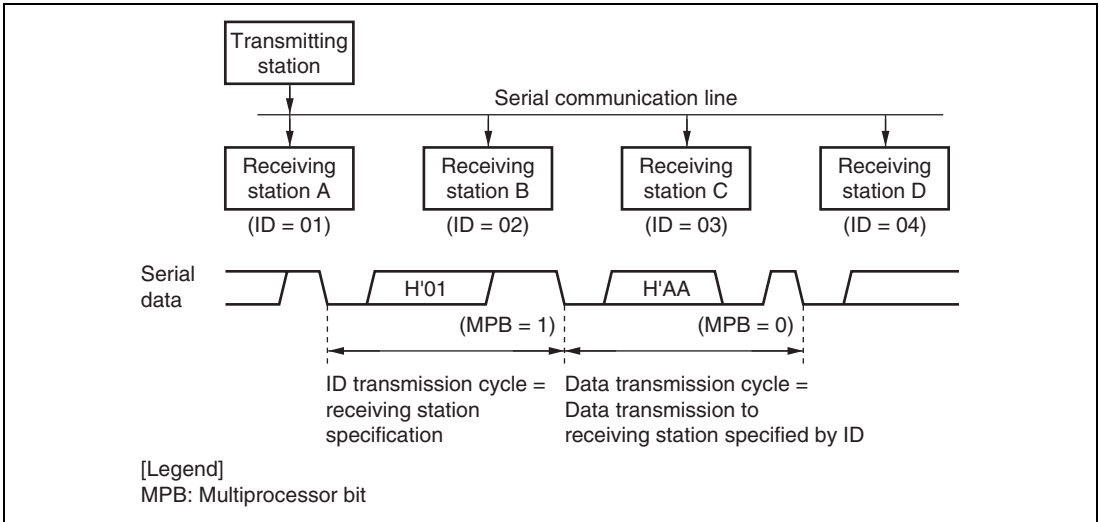 Transmitting
station
Serial communication line
Receiving
station A
Receiving
station B
Receiving
station C
Receiving
station D
(ID = 01)
(ID = 02)
(ID = 03)
(ID = 04)
Serial
data
H'01
H'AA
(MPB = 1)
(MPB = 0)
ID transmission cycle =
receiving station
specification
Data transmission cycle =
Data transmission to
receiving station specified by ID
[Legend]
MPB: Multiprocessor bit